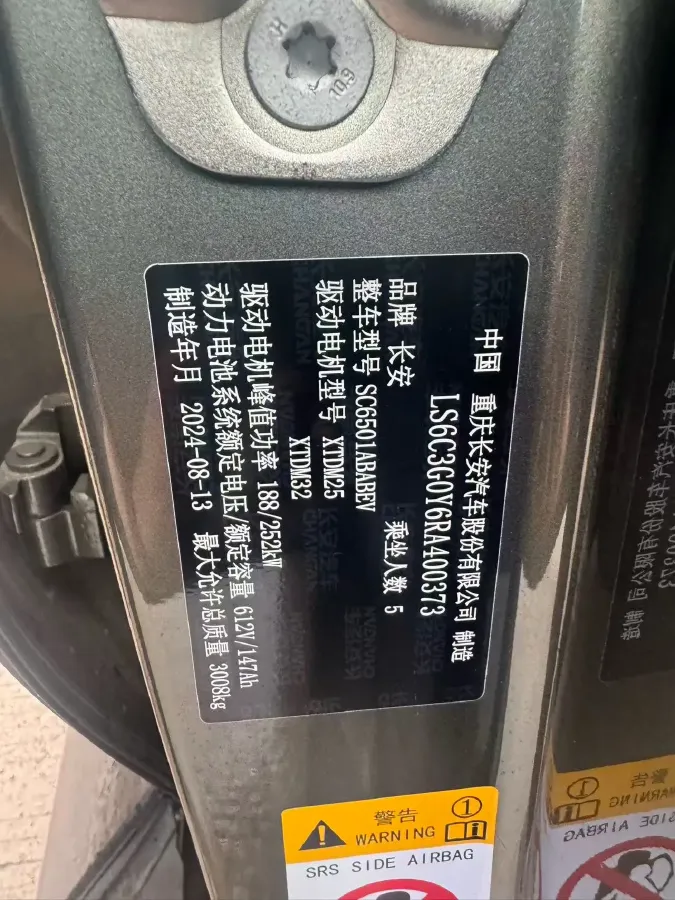 H
10.9
中国 重庆长安汽车股份有限公司 制造
LS6C3G0Y6RA400373
品牌 长安
整车型号 SC6501ABABEV 乘坐人数 5
驱动电机型号 XTDM25
XTDM32
驱动电机峰值功率 188/252kW
动力电池系统额定电压/额定容量 612V/147Ah
制造年月 2024-08-13 最大允许总质量 3008kg
警告
WARNING
SRS SIDE AIRBAG